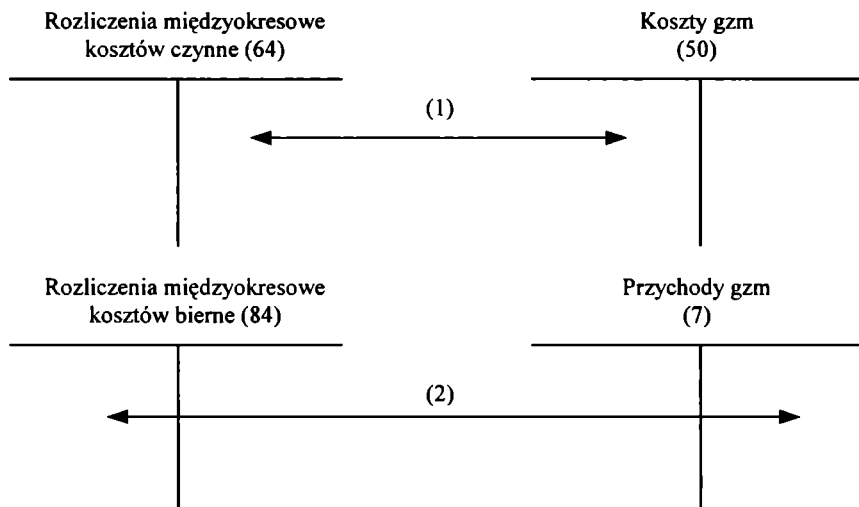 Rozliczenia międzyokresowe
kosztów czynne (64)
Koszty gzm
(50)
(1)
Rozliczenia międzyokresowe
kosztów bierne (84)
Przychody gzm
(7)
(2)